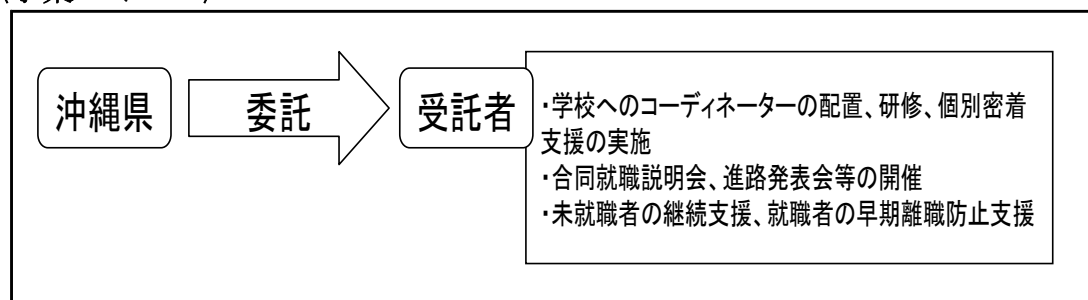 沖縄県
委託
受託者
・学校へのコーディネーターの配置、研修、個別密着
支援の実施
・合同就職説明会、進路発表会等の開催
・未就職者の継続支援、就職者の早期離職防止支援